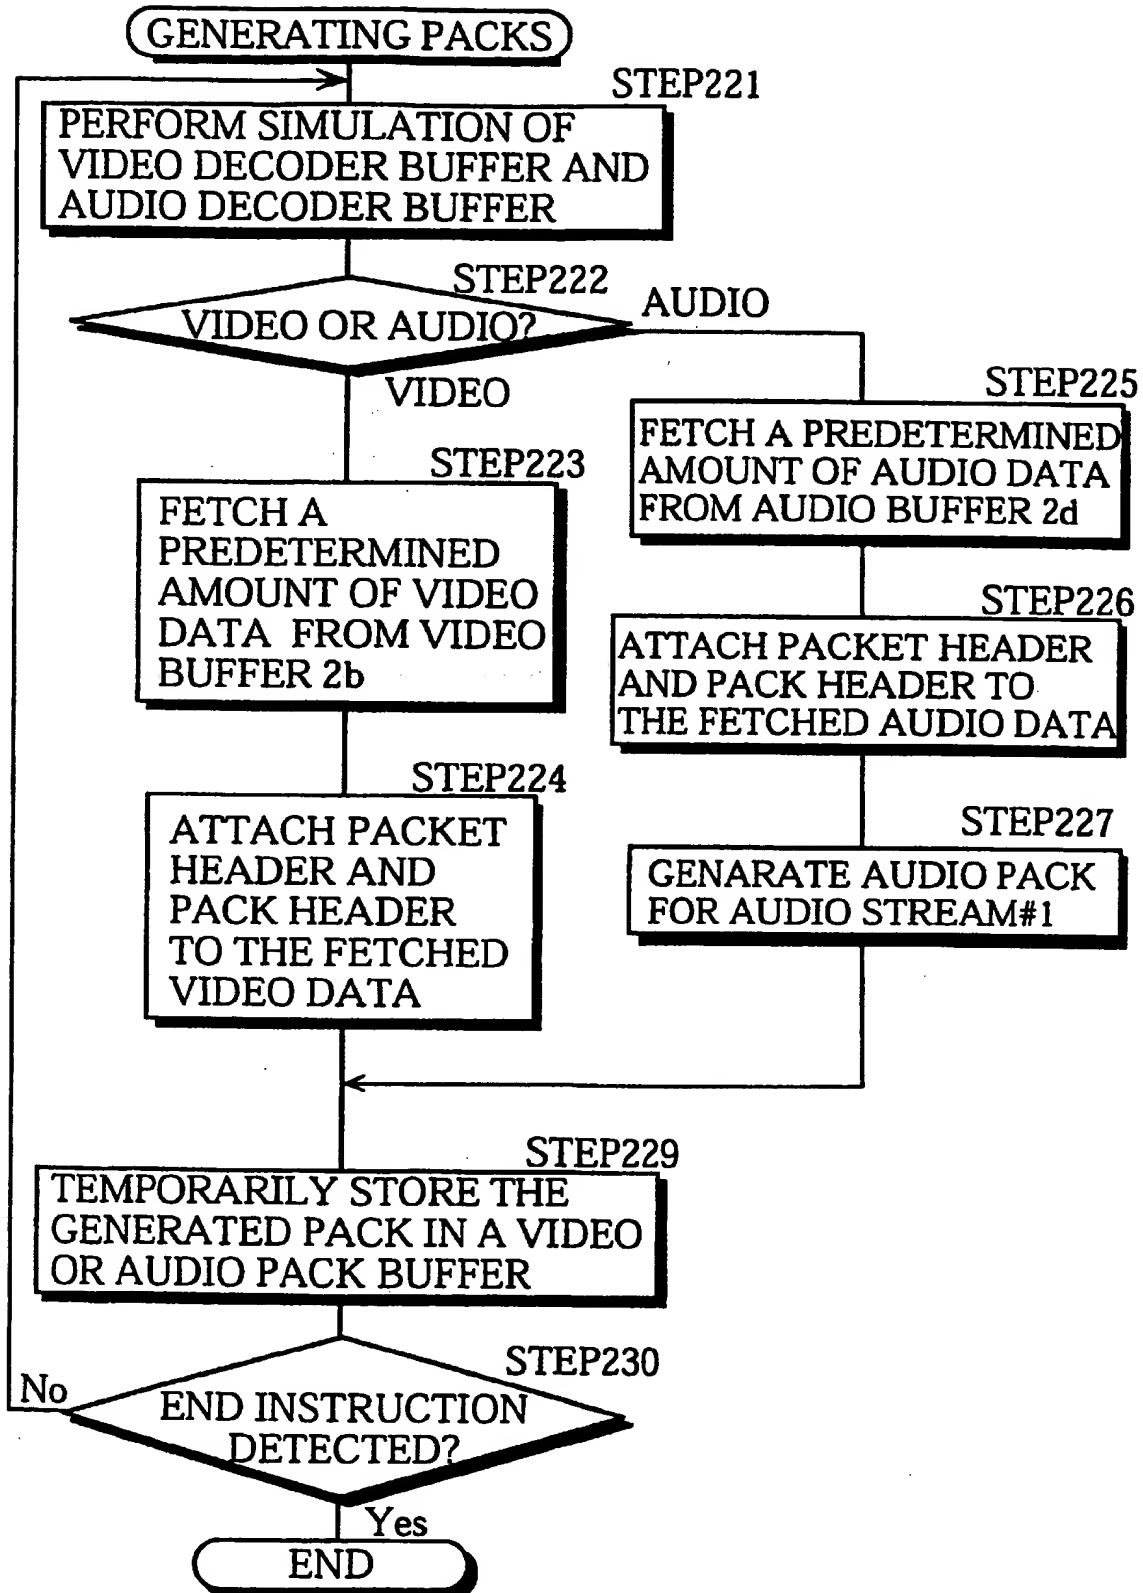 GENERATING PACKS
STEP221
PERFORM SIMULATION OF
VIDEO DECODER BUFFER AND
AUDIO DECODER BUFFER
STEP222
VIDEO OR AUDIO?
AUDIO
VIDEO
STEP223
FETCH A
PREDETERMINED
AMOUNT OF VIDEO
DATA FROM VIDEO
BUFFER 2b
STEP224
ATTACH PACKET
HEADER AND
PACK HEADER
TO THE FETCHED
VIDEO DATA
STEP225
FETCH A PREDETERMINED
AMOUNT OF AUDIO DATA
FROM AUDIO BUFFER 2d
STEP226
ATTACH PACKET HEADER
AND PACK HEADER TO
THE FETCHED AUDIO DATA
STEP227
GENARATE AUDIO PACK
FOR AUDIO STREAM#1
STEP229
TEMPORARILY STORE THE
GENERATED PACK IN A VIDEO
OR AUDIO PACK BUFFER
STEP230
END INSTRUCTION
DETECTED?
No
Yes
END